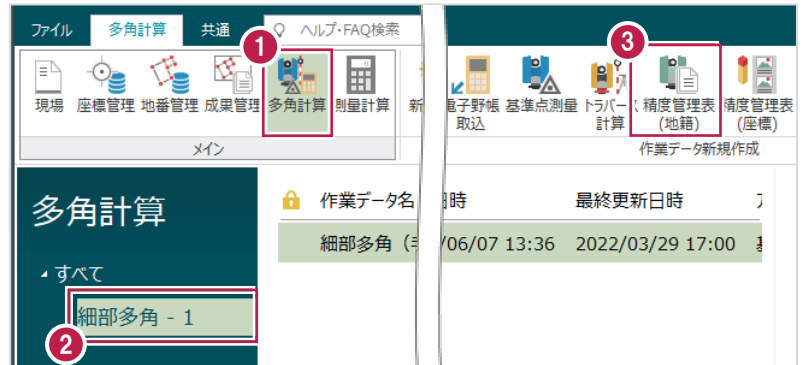 ファイル 多角計算 共通 ヘルプ・FAQ検索
1
3
現場 座標管理 地番管理 成果管理 多角計算 測量計算 新
電子野帳取込 基準点測量 トラバース計算 精度管理表(地籍) 精度管理表(座標)
メイン
作業データ新規作成
多角計算
作業データ名 日時 最終更新日時
細部多角(手 /06/07 13:36 2022/03/29 17:00
すべて
細部多角 - 1
2